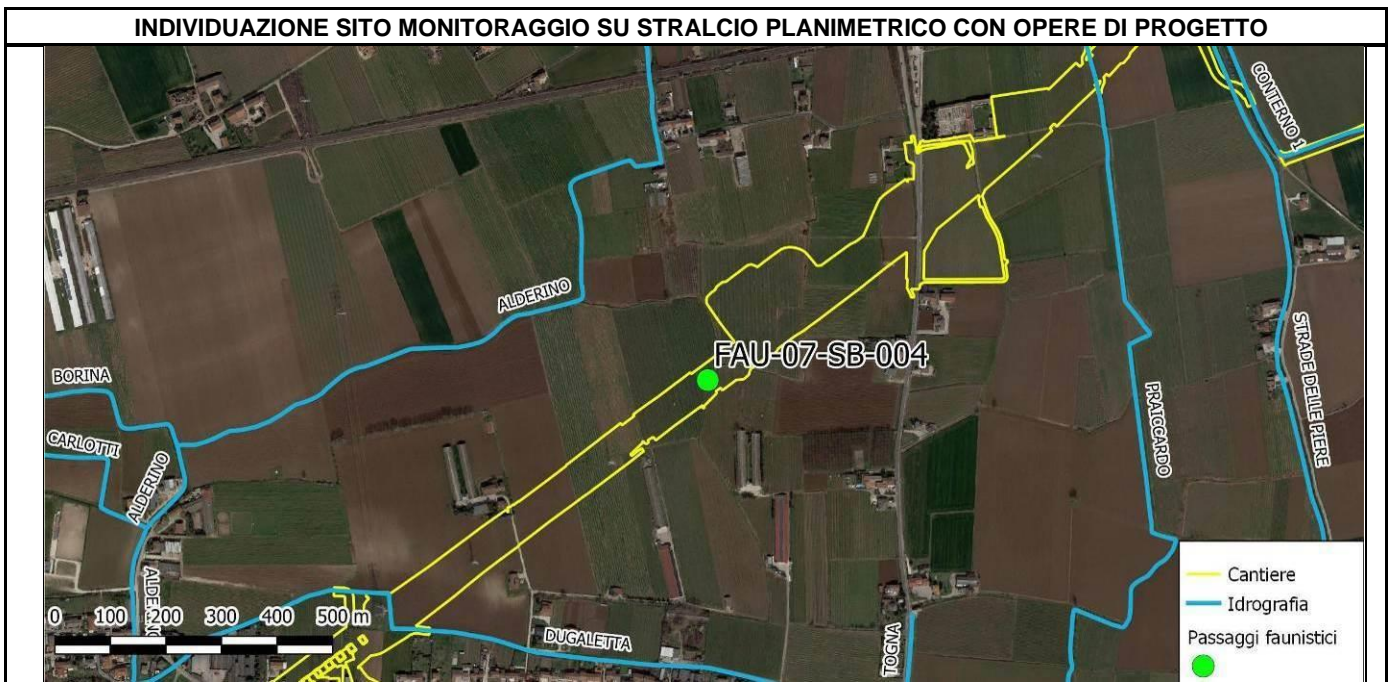 INDIVIDUAZIONE SITO MONITORAGGIO SU STRALCIO PLANIMETRICO CON OPERE DI PROGETTO
CONTERNO 1
ALDERINO
FAU-07-SB-004
BORINA
CARLOTTI
ALDERINO
STRADE DELLE PIERE
PRAICCARDO
0 100 200 300 400 500 m
DUGALETTA
TOGNA
Cantiere
Idrografia
Passaggi faunistici